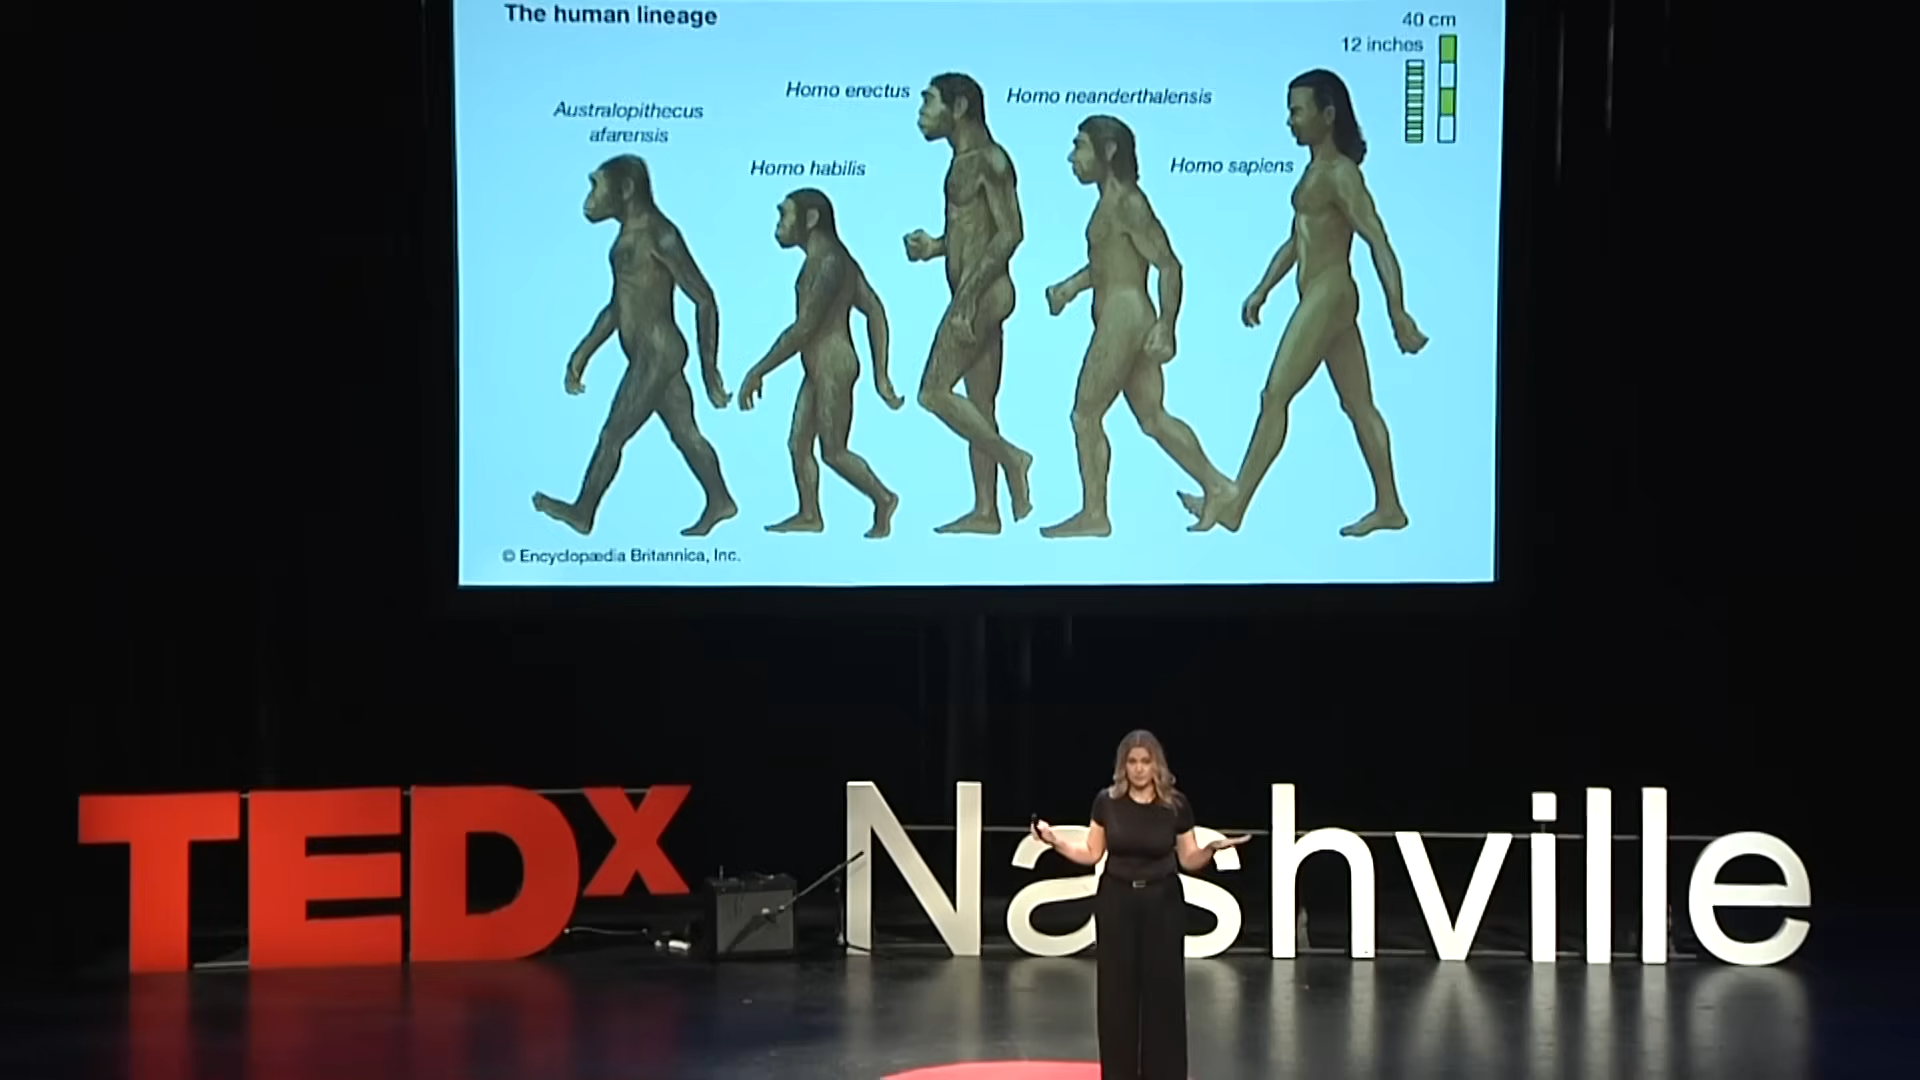 The human lineage
40 cm
12 inches
Homo erectus
Homo neanderthalensis
Australopithecus
afarensis
Homo habilis
Homo sapiens
© Encyclopædia Britannica, Inc.
TEDx Nashville